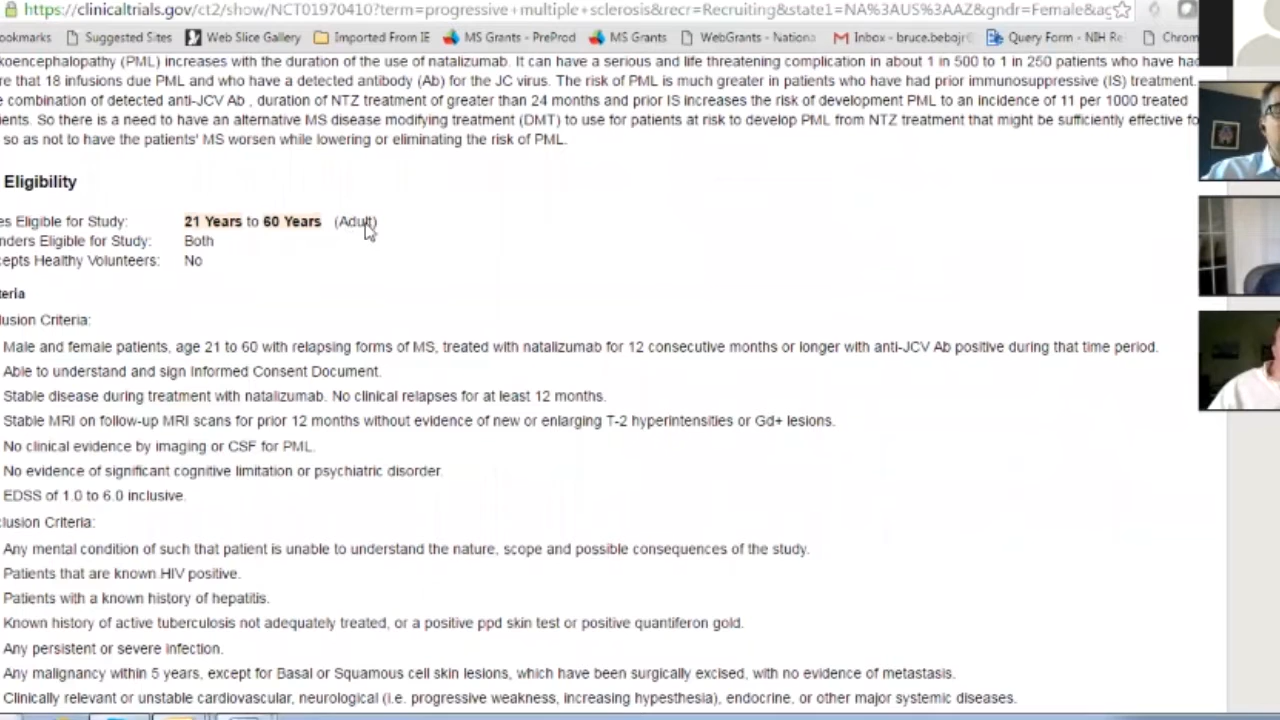 https://clinicaltrials.gov/ct2/show/NCT01970410?term=progressive+multiple+sclerosis&recr=Recruiting&state1=NA%3AUS%3AAZ&gndr=Female&ag
ookmarks Suggested Sites Web Slice Gallery Imported From IE MS Grants - PreProd MS Grants WebGrants - Nationa Inbox - bruce.bebojr Query Form - NIH Re Chrom
koencephalopathy (PML) increases with the duration of the use of natalizumab. It can have a serious and life threatening complication in about 1 in 500 to 1 in 250 patients who have had
re that 18 infusions due PML and who have a detected antibody (Ab) for the JC virus. The risk of PML is much greater in patients who have had prior immunosuppressive (IS) treatment.
e combination of detected anti-JCV Ab , duration of NTZ treatment of greater than 24 months and prior IS increases the risk of development PML to an incidence of 11 per 1000 treated
ients. So there is a need to have an alternative MS disease modifying treatment (DMT) to use for patients at risk to develop PML from NTZ treatment that might be sufficiently effective fo
so as not to have the patients' MS worsen while lowering or eliminating the risk of PML.
Eligibility
es Eligible for Study: 21 Years to 60 Years (Adult)
nders Eligible for Study: Both
cepts Healthy Volunteers: No
teria
lusion Criteria:
Male and female patients, age 21 to 60 with relapsing forms of MS, treated with natalizumab for 12 consecutive months or longer with anti-JCV Ab positive during that time period.
Able to understand and sign Informed Consent Document.
Stable disease during treatment with natalizumab. No clinical relapses for at least 12 months.
Stable MRI on follow-up MRI scans for prior 12 months without evidence of new or enlarging T-2 hyperintensities or Gd+ lesions.
No clinical evidence by imaging or CSF for PML.
No evidence of significant cognitive limitation or psychiatric disorder.
EDSS of 1.0 to 6.0 inclusive.
clusion Criteria:
Any mental condition of such that patient is unable to understand the nature, scope and possible consequences of the study.
Patients that are known HIV positive.
Patients with a known history of hepatitis.
Known history of active tuberculosis not adequately treated, or a positive ppd skin test or positive quantiferon gold.
Any persistent or severe infection.
Any malignancy within 5 years, except for Basal or Squamous cell skin lesions, which have been surgically excised, with no evidence of metastasis.
Clinically relevant or unstable cardiovascular, neurological (i.e. progressive weakness, increasing hypesthesia), endocrine, or other major systemic diseases.